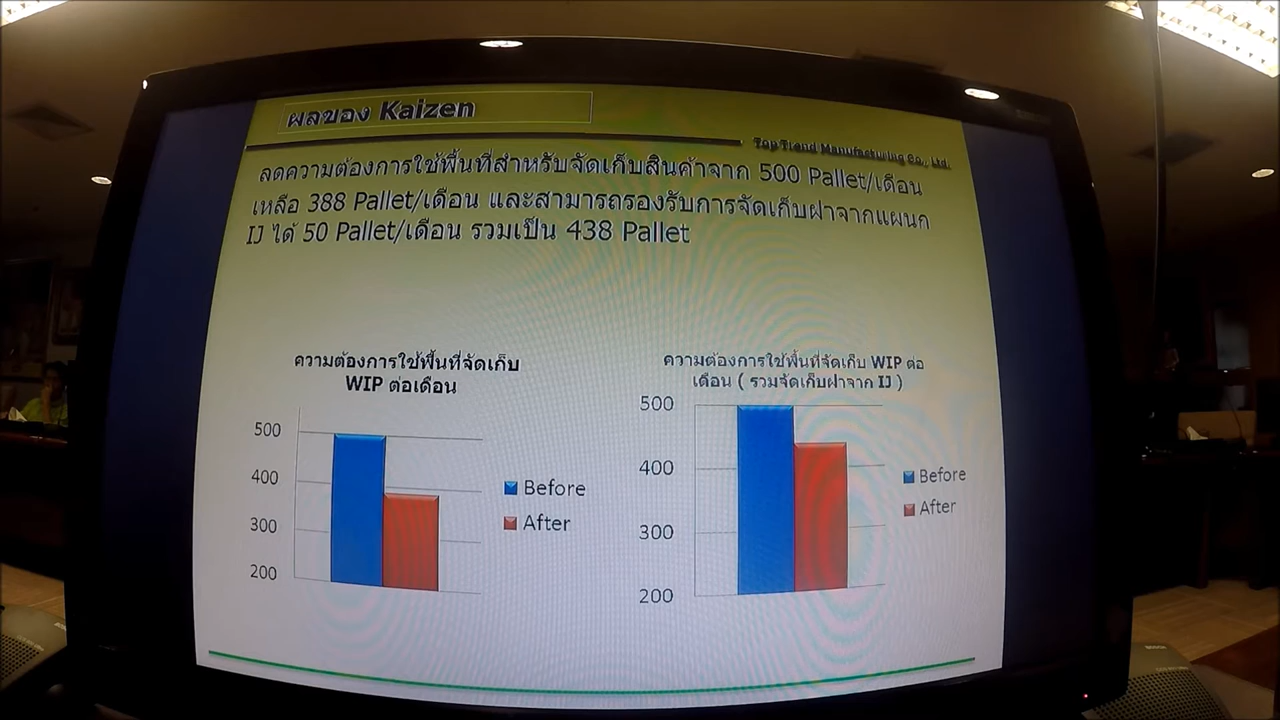 ผลของ Kaizen
Top Trend Manufacturing Co., Ltd.
ลดความต้องการใช้พื้นที่สำหรับจัดเก็บสินค้าจาก 500 Pallet/เดือน
เหลือ 388 Pallet/เดือน และสามารถรองรับการจัดเก็บฝาจากแผนก
IJ ได้ 50 Pallet/เดือน รวมเป็น 438 Pallet
ความต้องการใช้พื้นที่จัดเก็บ
WIP ต่อเดือน
500
400
300
200
Before
After
ความต้องการใช้พื้นที่จัดเก็บ WIP ต่อ
เดือน ( รวมจัดเก็บฝาจาก IJ )
500
400
300
200
Before
After